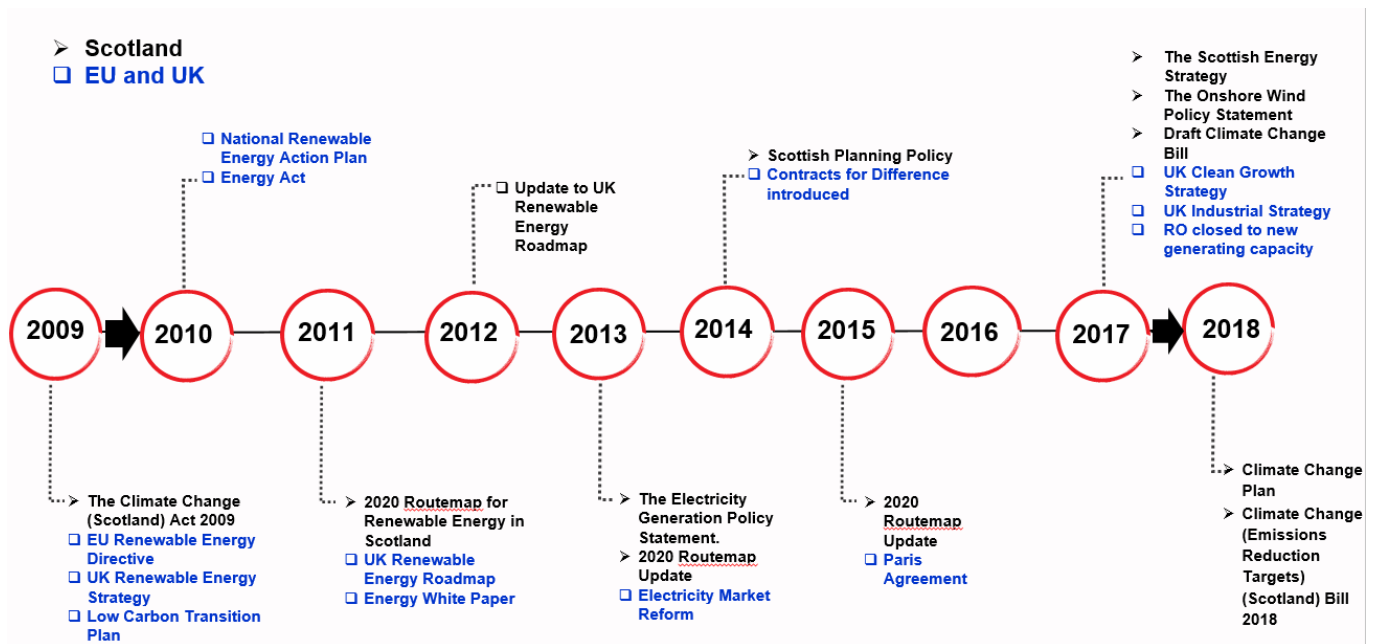 Scotland
EU and UK
National Renewable
Energy Action Plan
Energy Act
Update to UK
Renewable
Energy
Roadmap
Scottish Planning Policy
Contracts for Difference
introduced
The Scottish Energy
Strategy
The Onshore Wind
Policy Statement
Draft Climate Change
Bill
UK Clean Growth
Strategy
UK Industrial Strategy
RO closed to new
generating capacity
2009
2010
2011
2012
2013
2014
2015
2016
2017
2018
The Climate Change
(Scotland) Act 2009
EU Renewable Energy
Directive
UK Renewable Energy
Strategy
Low Carbon Transition
Plan
2020 Routemap for
Renewable Energy in
Scotland
UK Renewable
Energy Roadmap
Energy White Paper
The Electricity
Generation Policy
Statement.
2020 Routemap
Update
Electricity Market
Reform
2020
Routemap
Update
Paris
Agreement
Climate Change
Plan
Climate Change
(Emissions
Reduction
Targets)
(Scotland) Bill
2018